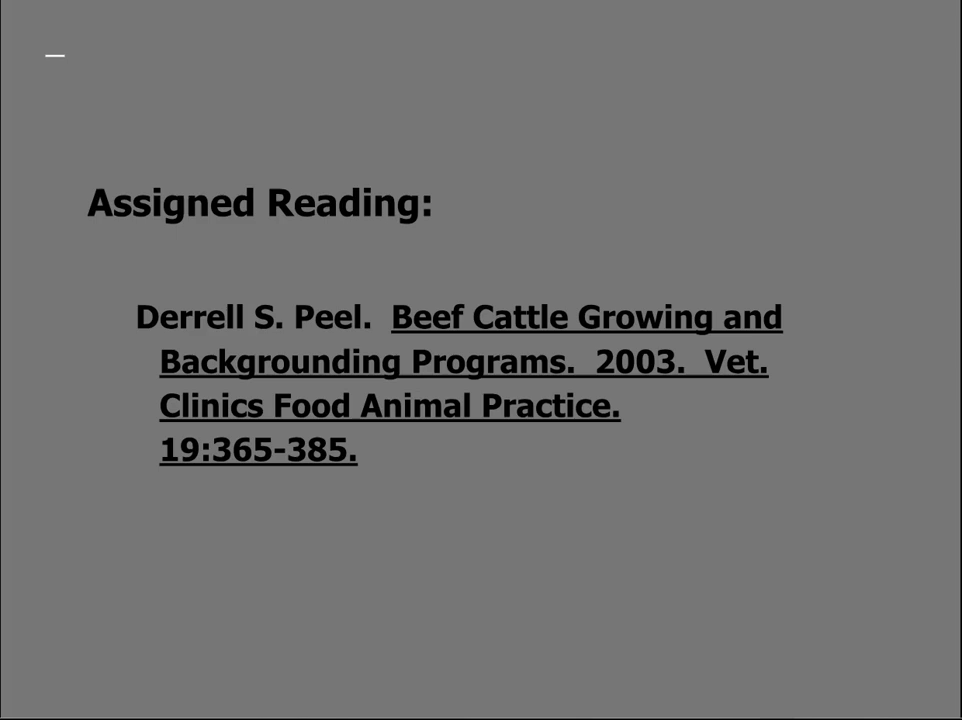 Assigned Reading:
Derrell S. Peel.  Beef Cattle Growing and
Backgrounding Programs.  2003.  Vet.
Clinics Food Animal Practice.
19:365-385.